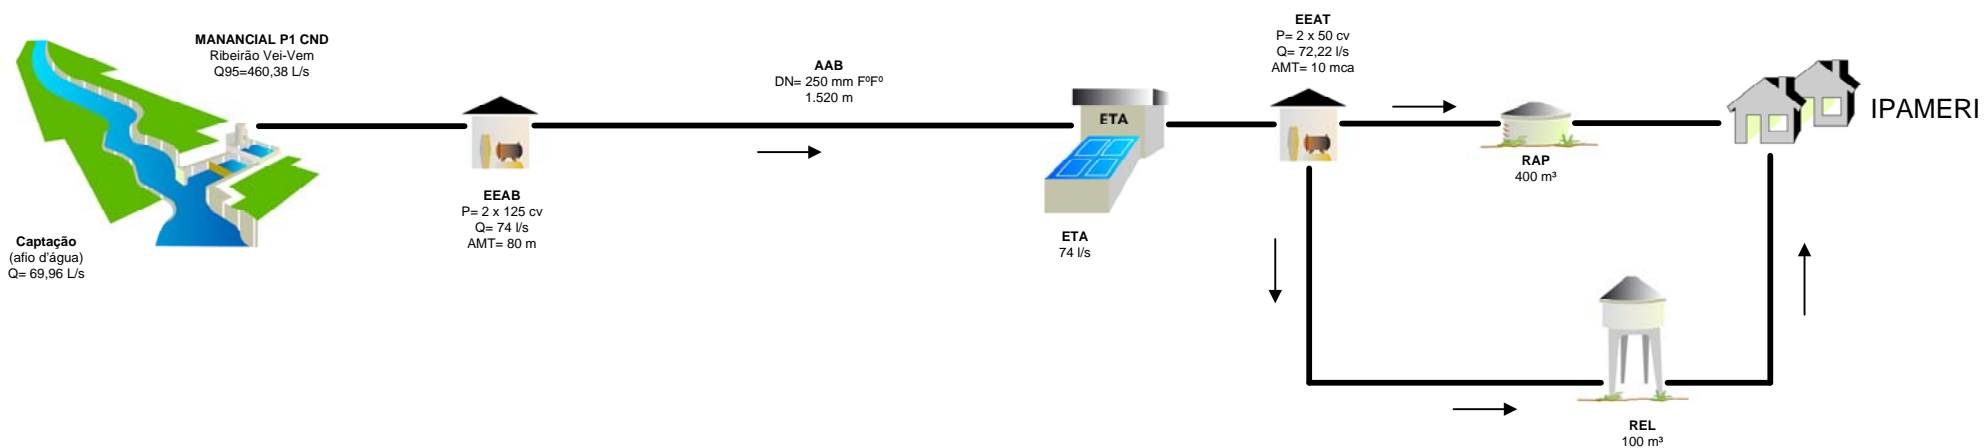 MANANCIAL P1 CND
Ribeirão Vei-Vem
Q95=460,38 L/s
Captação
(afio d'água)
Q= 69,96 L/s
EEAB
P= 2 x 125 cv
Q= 74 l/s
AMT= 80 m
AAB
DN= 250 mm FºFº
1.520 m
ETA
ETA
74 l/s
EEAT
P= 2 x 50 cv
Q= 72,22 l/s
AMT= 10 mca
RAP
400 m³
REL
100 m³
IPAMERI